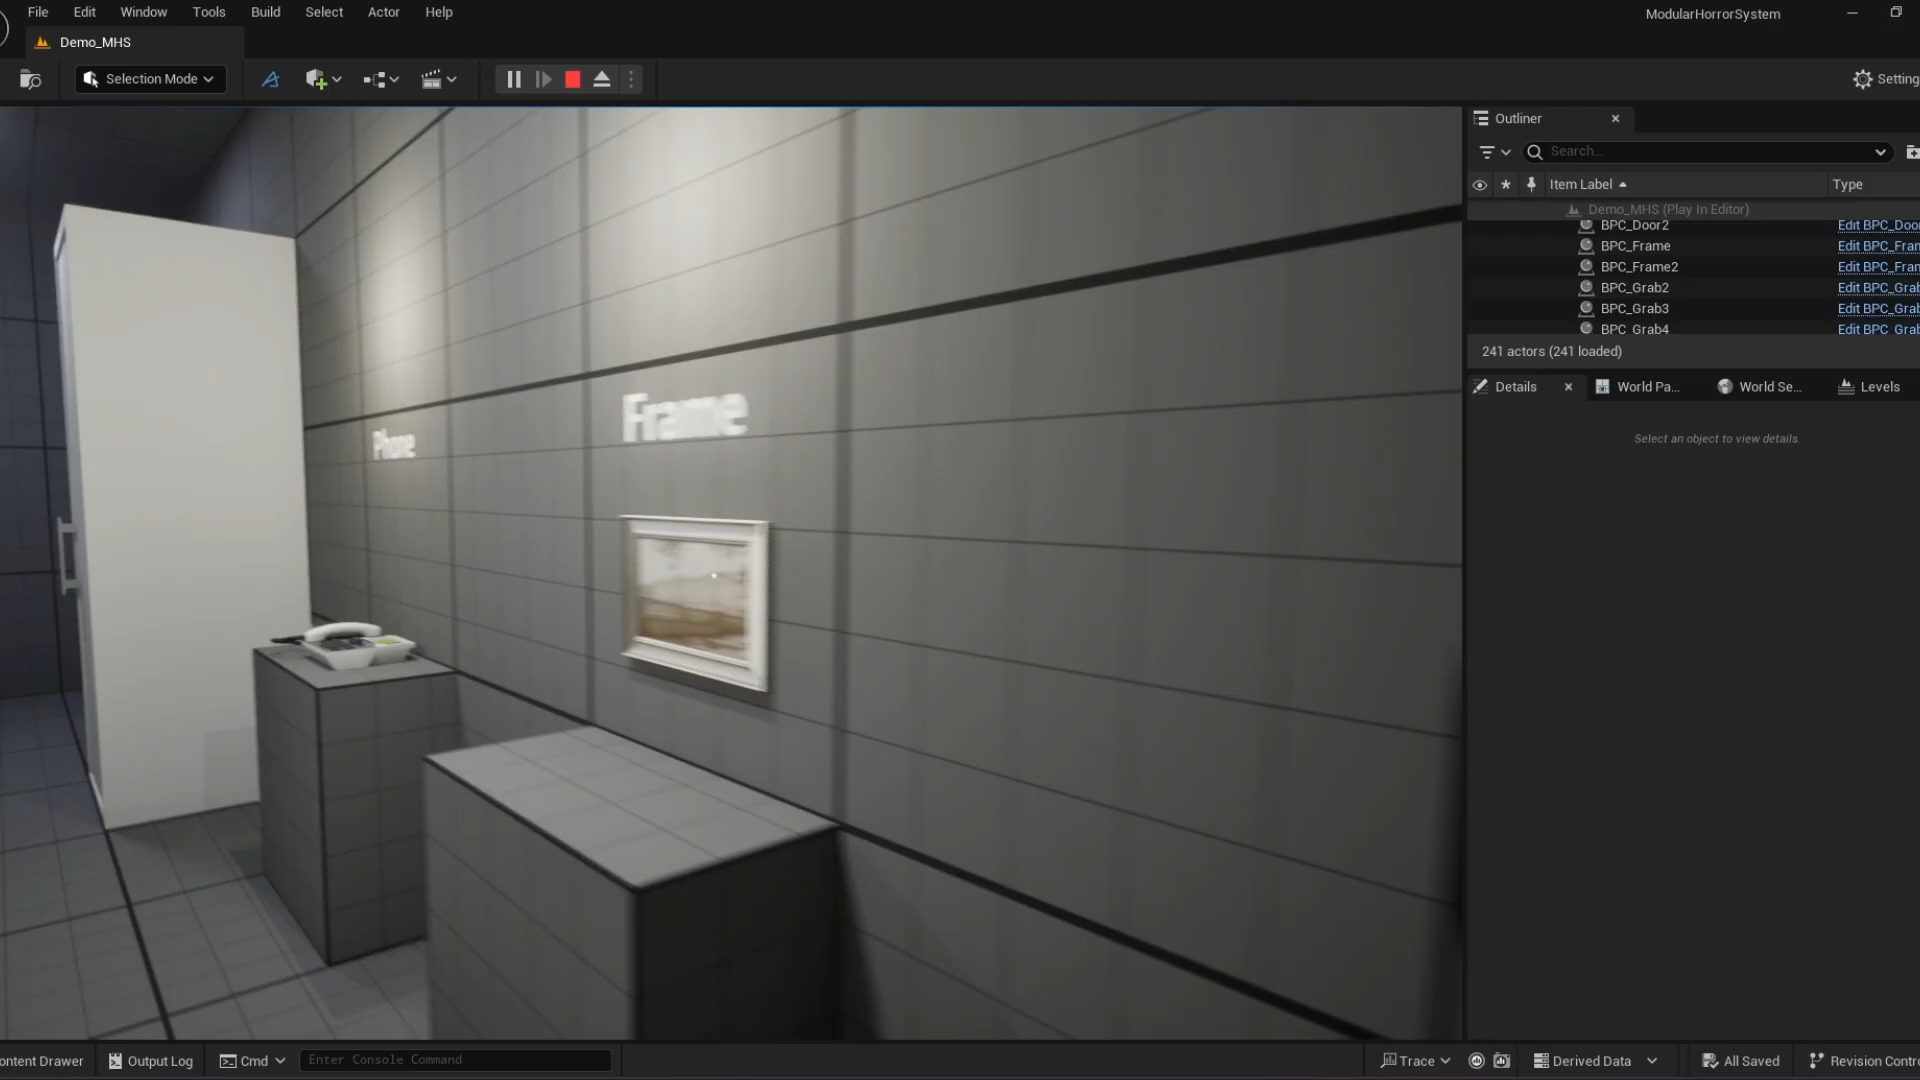 File Edit Window Tools Build Select Actor Help
ModularHorrorSystem
Demo_MHS
Selection Mode
Setting
Outliner
Search...
Item Label Type
Demo_MHS (Play In Editor)
BPC_Door2 Edit BPC_Doo
BPC_Frame Edit BPC_Fran
BPC_Frame2 Edit BPC_Fran
BPC_Grab2 Edit BPC_Grab
BPC_Grab3 Edit BPC_Grab
BPC_Grab4 Edit BPC_Grab
241 actors (241 loaded)
Details World Pa... World Se... Levels
Select an object to view details.
Frame
Phone
ontent Drawer Output Log Cmd Enter Console Command
Trace Derived Data All Saved Revision Contro